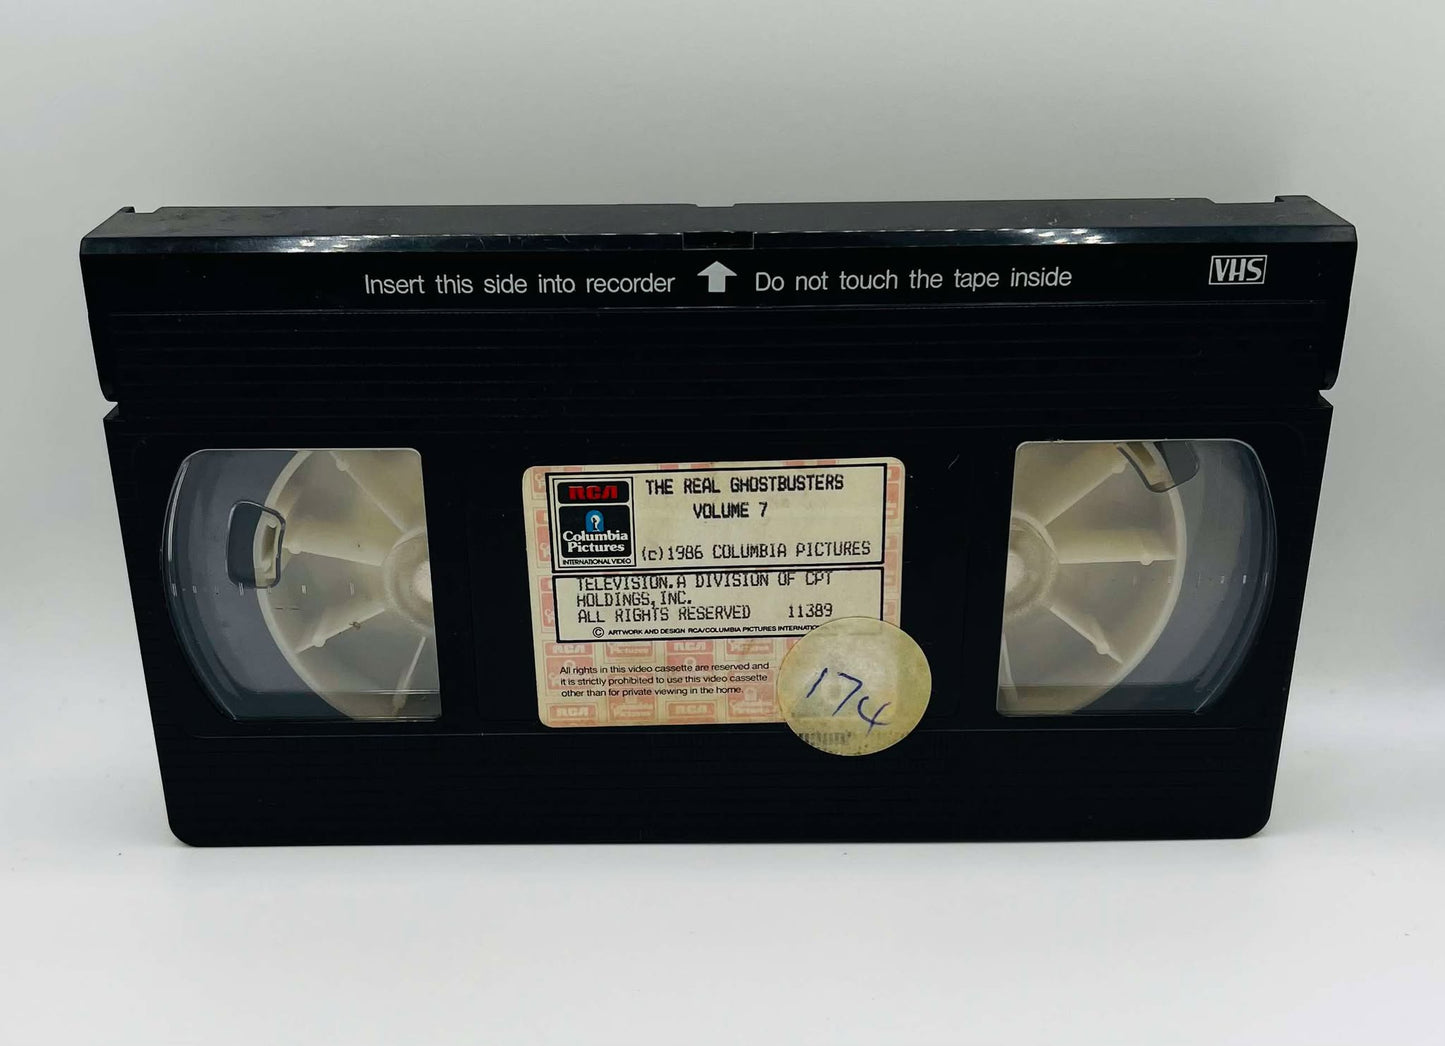 Insert this side into recorder Do not touch the tape inside
VHS
RCA
Columbia
Pictures
INTERNATIONAL VIDEO
THE REAL GHOSTBUSTERS
VOLUME 7
(c)1986 COLUMBIA PICTURES
TELEVISION.A DIVISION OF CPT
HOLDINGS,INC.
ALL RIGHTS RESERVED 11389
© ARTWORK AND DESIGN RCA/COLUMBIA PICTURES
All rights in this video cassette are reserved and
it is strictly prohibited to use this video cassette
other than for private viewing in the home.
174